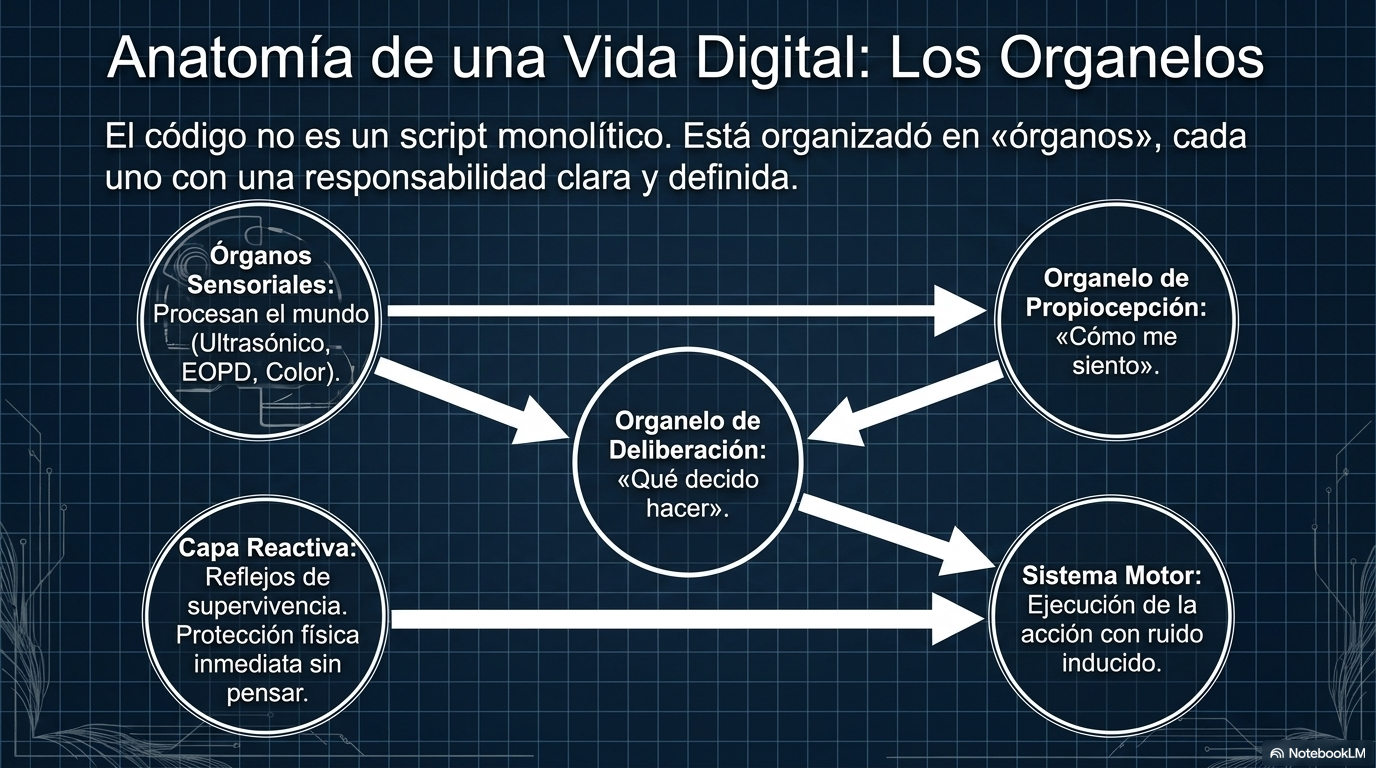 Anatomía de una Vida Digital: Los Organelos
El código no es un script monolítico. Está organizadó en «órganos», cada
uno con una responsabilidad clara y definida.
Órganos
Sensoriales:
Procesan el mundo
(Ultrasónico,
EOPD, Color).
Organelo de
Propiocepción:
«Cómo me
siento».
Organelo de
Deliberación:
«Qué decido
hacer».
Capa Reactiva:
Reflejos de
supervivencia.
Protección física
inmediata sin
pensar.
Sistema Motor:
Ejecución de la
acción con ruido
inducido.
NotebookLM